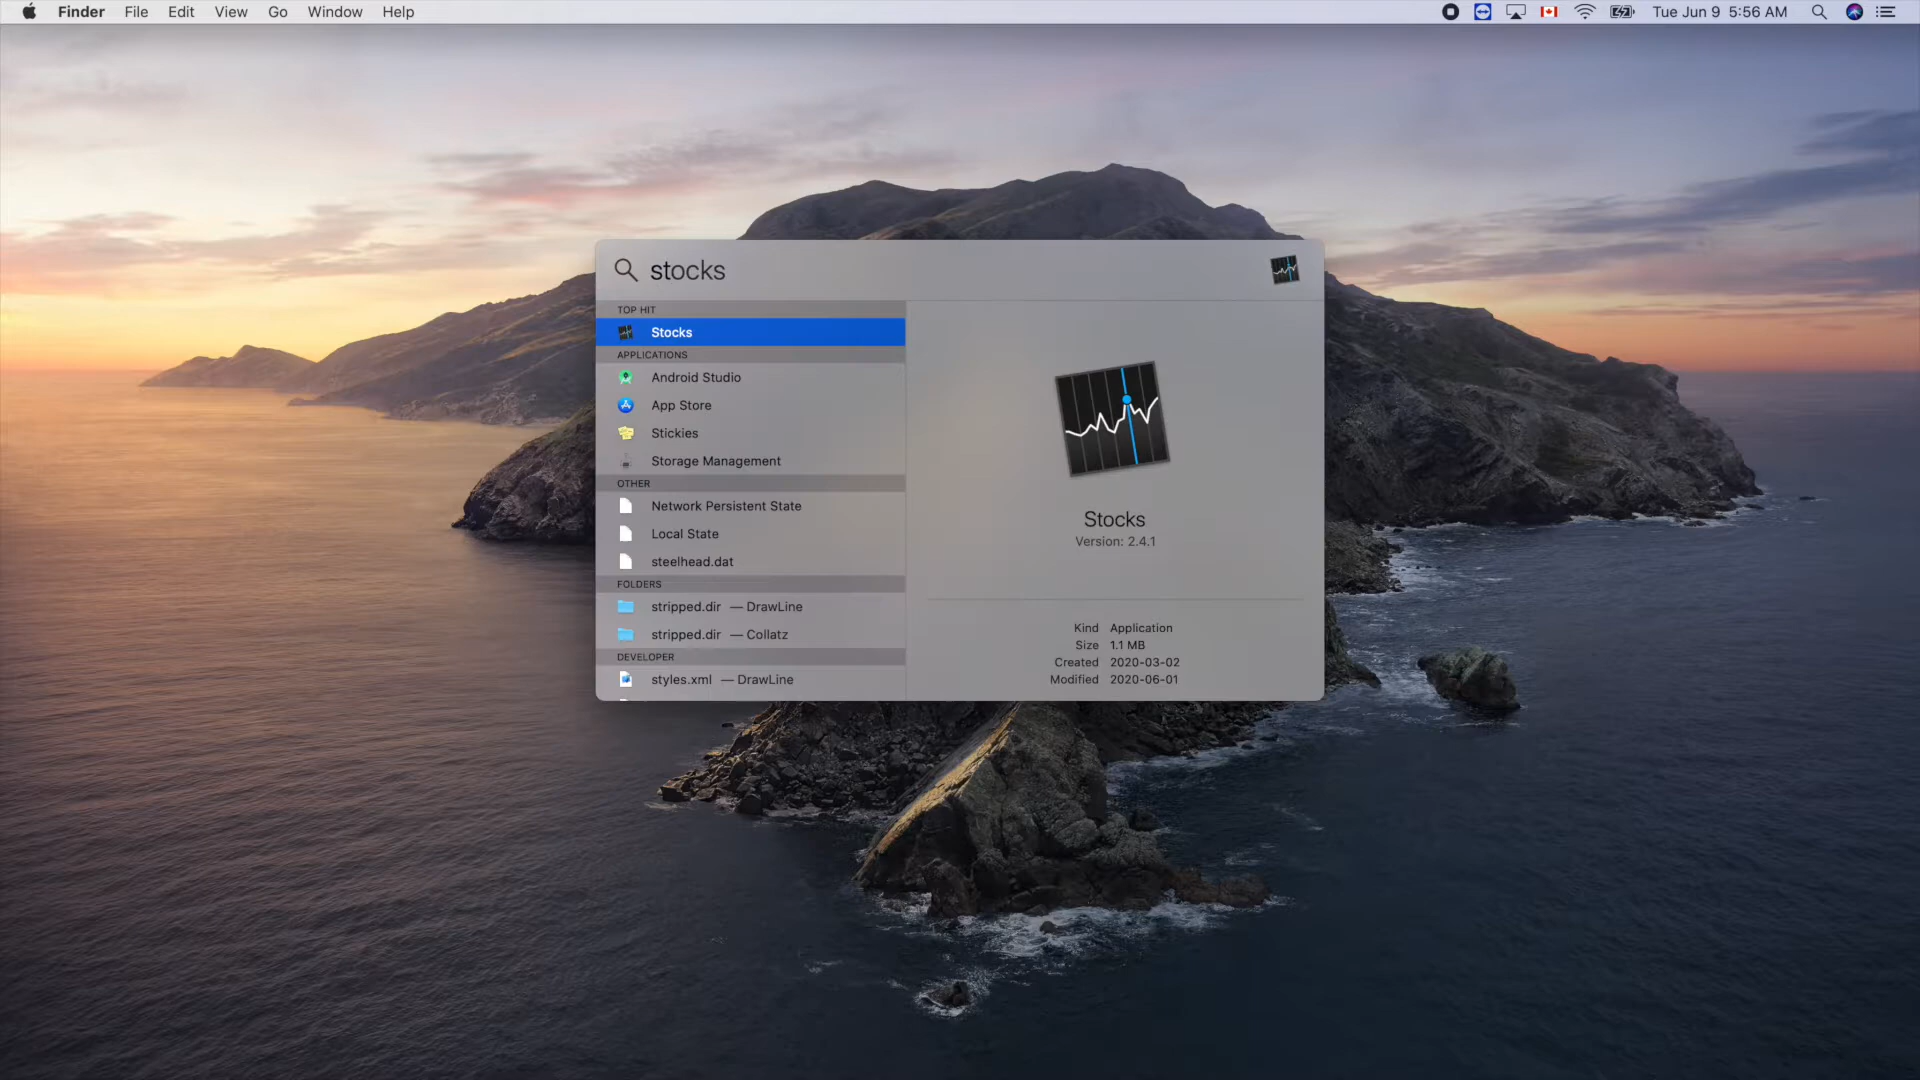 Finder File Edit View Go Window Help Tue Jun 9 5:56 AM
stocks
TOP HIT
Stocks
APPLICATIONS
Android Studio
App Store
Stickies
Storage Management
OTHER
Network Persistent State
Local State
steelhead.dat
FOLDERS
stripped.dir — DrawLine
stripped.dir — Collatz
DEVELOPER
styles.xml — DrawLine
Stocks
Version: 2.4.1
Kind Application
Size 1.1 MB
Created 2020-03-02
Modified 2020-06-01